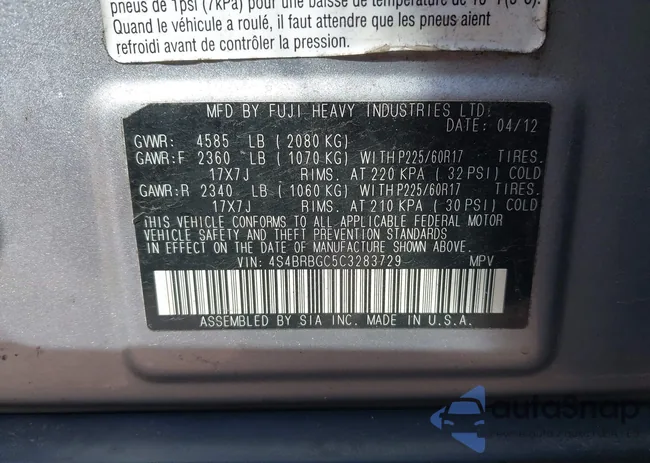 pneus de 1psi (7kPa) pour une baisse de température de 10
Quand le véhicule a roulé, il faut attendre que les pneus aient
refroidi avant de contrôler la pression.
MFD BY FUJI HEAVY INDUSTRIES LTD.
DATE: 04/12
GVWR: 4585 LB (2080 KG)
GAWR:F 2360 LB (1070 KG) WITH P225/60R17 TIRES.
17X7J RIMS. AT 220 KPA (32 PSI) COLD
GAWR:R 2340 LB (1060 KG) WITH P225/60R17 TIRES.
17X7J RIMS. AT 210 KPA (30 PSI) COLD
THIS VEHICLE CONFORMS TO ALL APPLICABLE FEDERAL MOTOR
VEHICLE SAFETY AND THEFT PREVENTION STANDARDS
IN EFFECT ON THE DATE OF MANUFACTURE SHOWN ABOVE.
VIN: 4S4BRBGC5C3283729 MPV
ASSEMBLED BY SIA INC. MADE IN U.S.A.
autoSnap